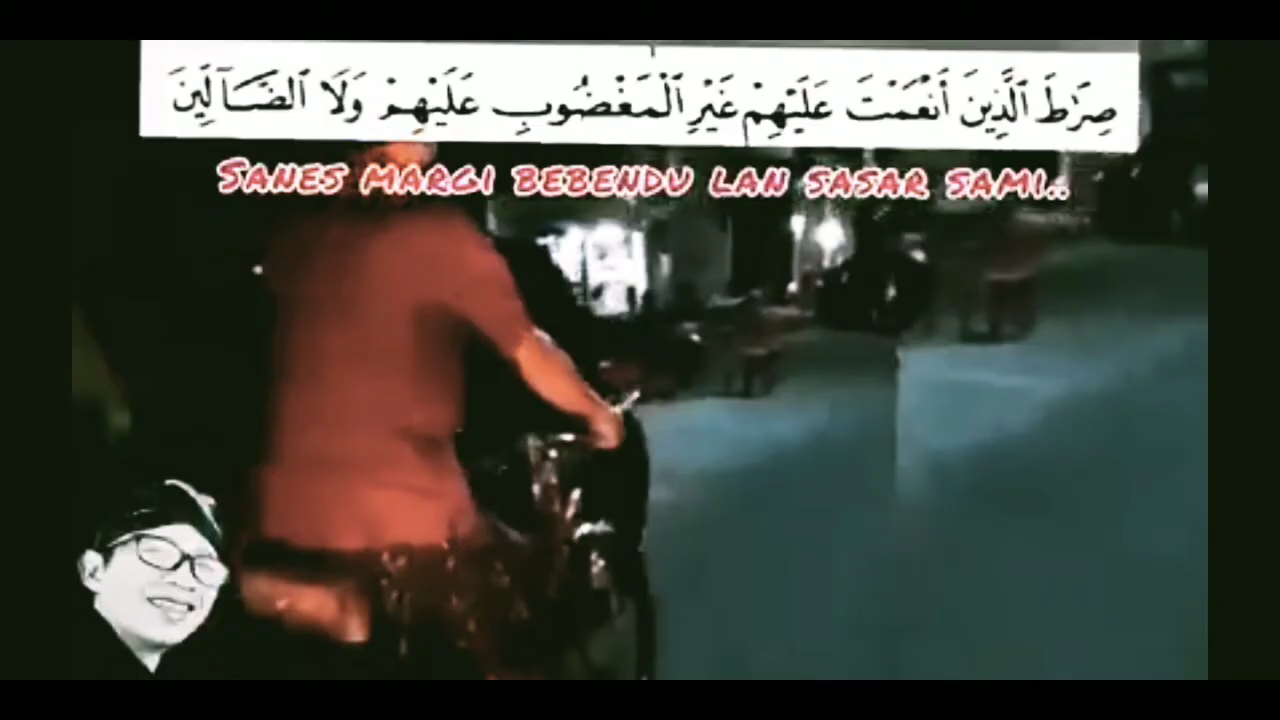 صِرَٰطَ ٱلَّذِينَ أَنْعَمْتَ عَلَيْهِمْ غَيْرِ ٱلْمَغْضُوبِ عَلَيْهِمْ وَلَا ٱلضَّآلِّينَ
SANES MARGI BEBENDU LAN SASAR SAMI..